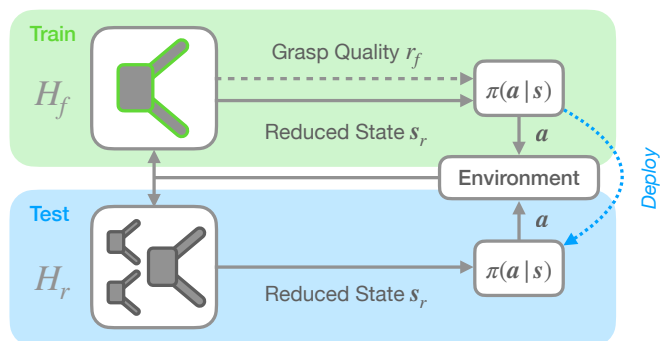 Train
Grasp Quality r_f
H_f
π(a|s)
Reduced State s_r
a
Environment
Deploy
Test
a
H_r
π(a|s)
Reduced State s_r